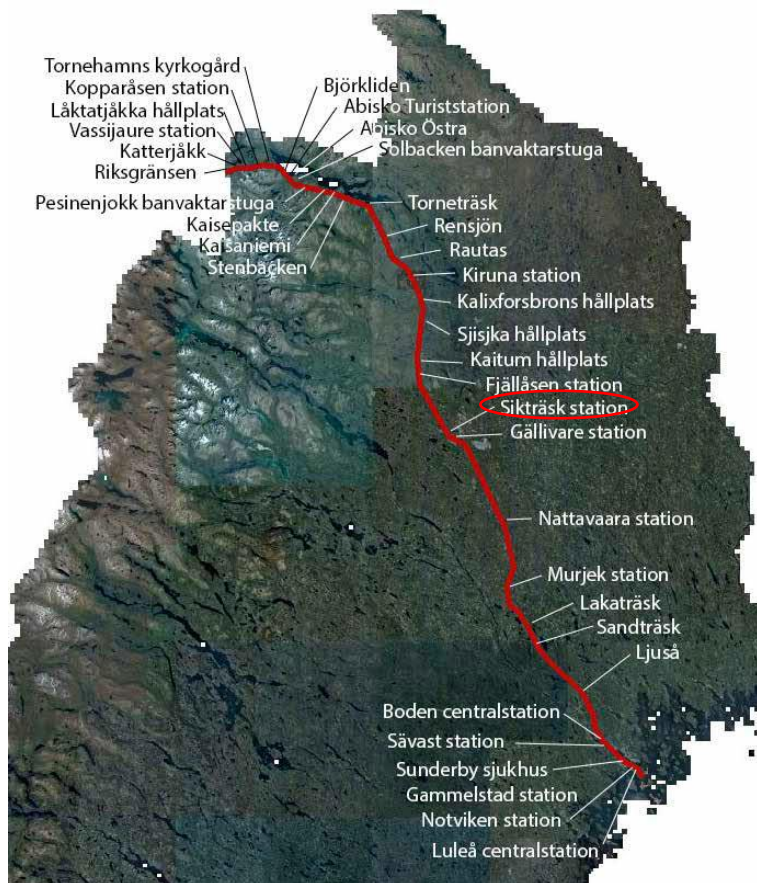 Tornehamns kyrkogård
Kopparåsen station
Låktatjåkka hållplats
Vassijaure station
Katterjåkk
Riksgränsen
Björkliden
Abisko Turiststation
Abisko Östra
Solbacken banvaktarstuga
Pesinenjokk banvaktarstuga
Kaisepakte
Kaisaniemi
Stenbacken
Torneträsk
Rensjön
Rautas
Kiruna station
Kalixforsbrons hållplats
Sjisjka hållplats
Kaitum hållplats
Fjällåsen station
Sikträsk station
Gällivare station
Nattavaara station
Murjek station
Lakaträsk
Sandträsk
Ljuså
Boden centralstation
Sävast station
Sunderby sjukhus
Gammelstad station
Notviken station
Luleå centralstation